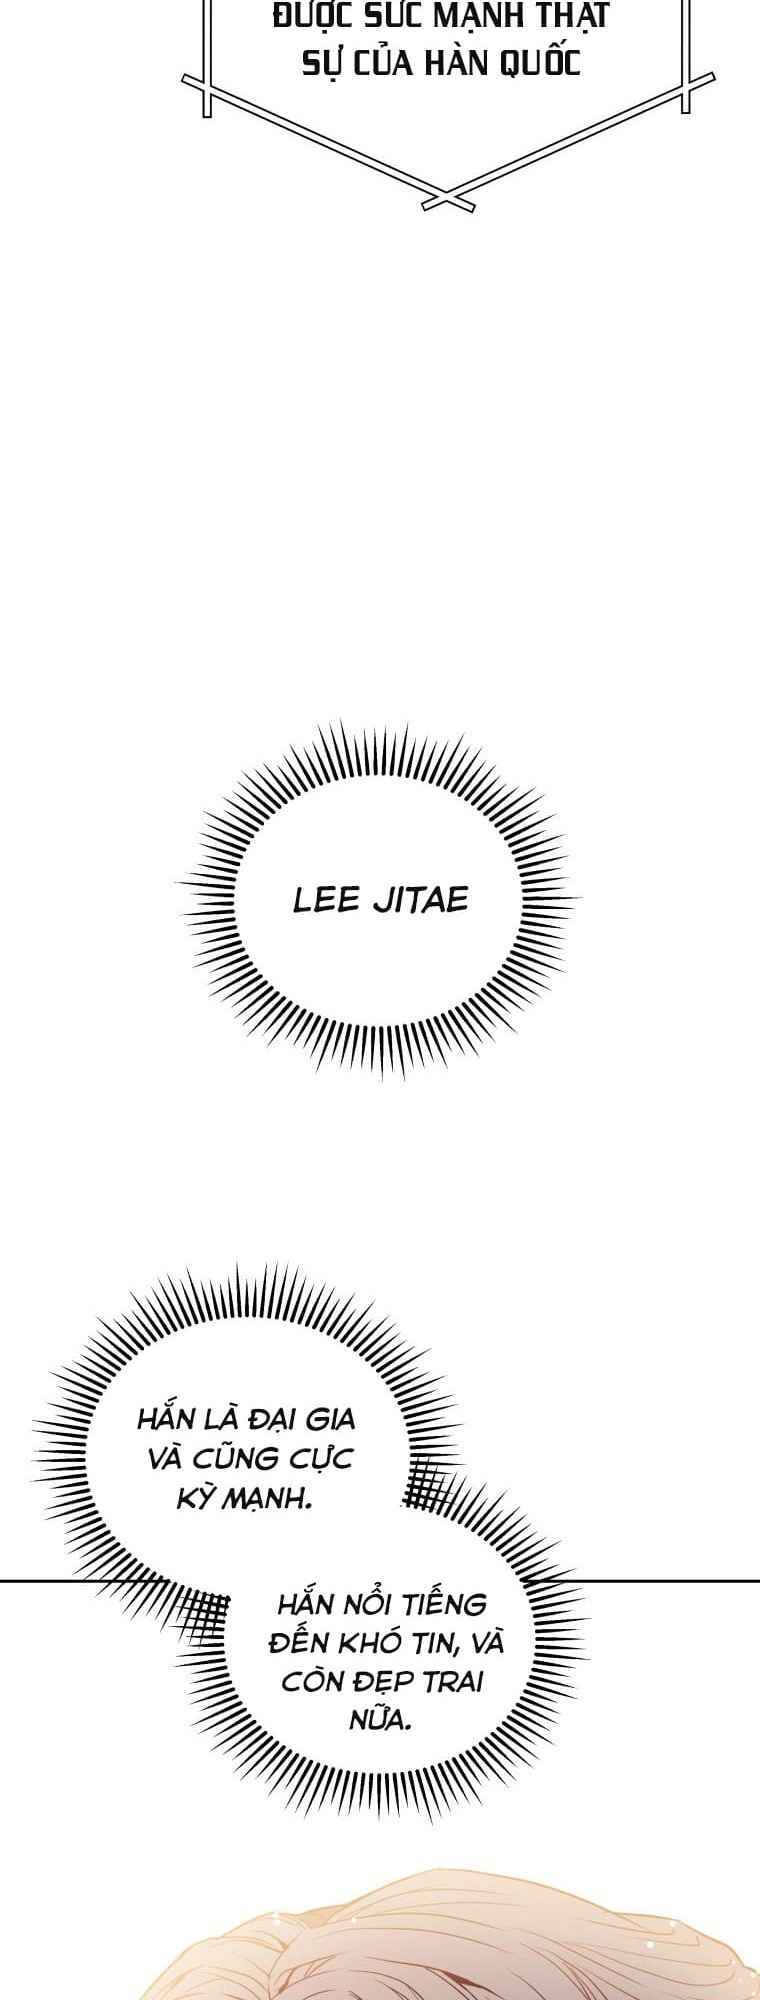 ĐƯỢC SỨC MẠNH THẬT
SỰ CỦA HÀN QUỐC
LEE JITAE
HẮN LÀ ĐẠI GIA
VÀ CŨNG CỰC
KỲ MẠNH.
HẮN NỔI TIẾNG
ĐẾN KHÓ TIN, VÀ
CÒN ĐẸP TRAI
NỮA.